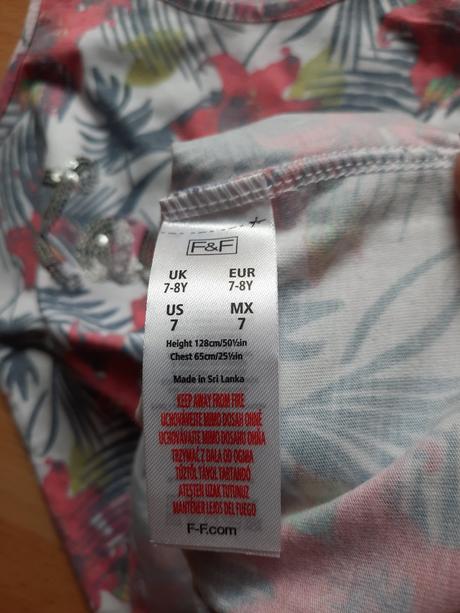 F&F
UK EUR
7-8Y 7-8Y
US MX
7 7
Height 128cm/50½in
Chest 65cm/25½in
Made in Sri Lanka
KEEP AWAY FROM FIRE
UCHOVÁVEJTE MIMO DOSAH OHNĚ
UCHOVÁVAJTE MIMO DOSAHU OHŇA
TRZYMAĆ Z DALA OD OGNIA
TŰZTŐL TÁVOL TARTANDÓ
ATEŞTEN UZAK TUTUNUZ
MANTENER LEJOS DEL FUEGO
F-F.com